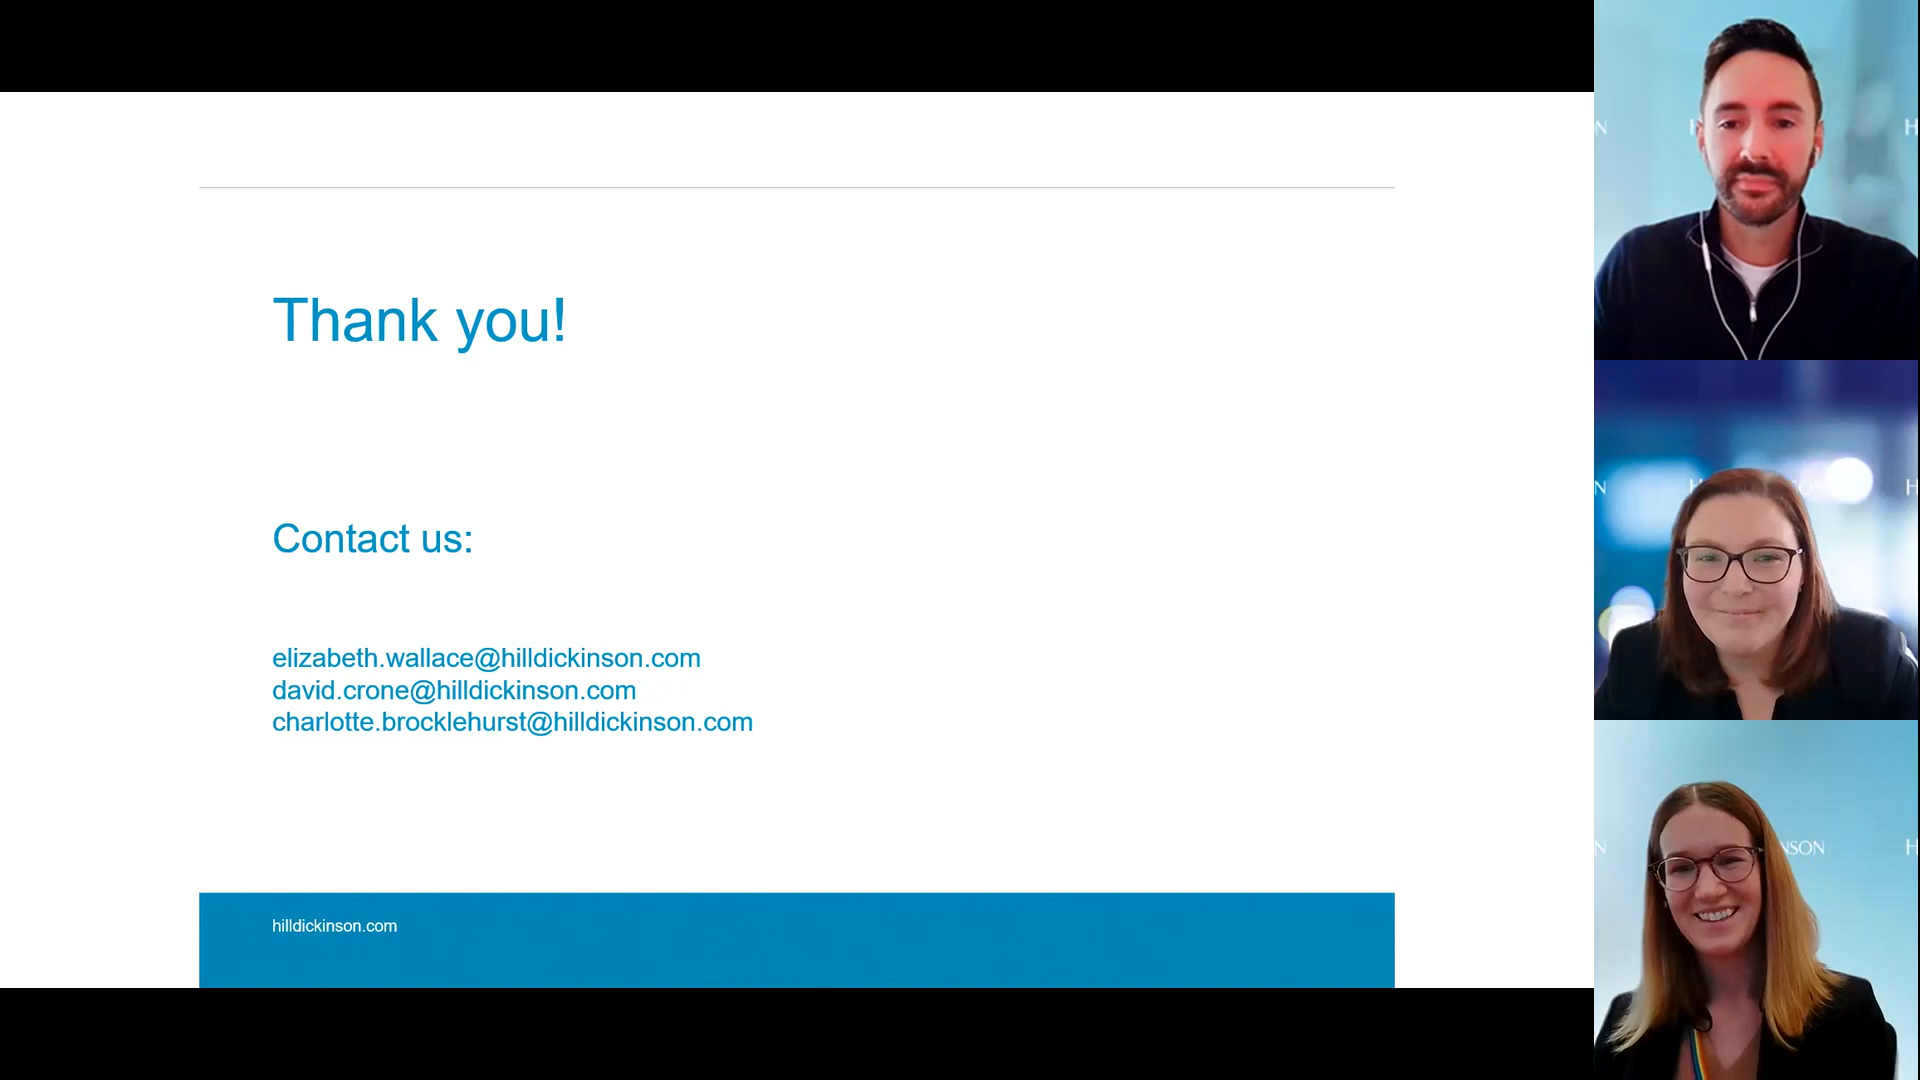 Thank you!
Contact us:
elizabeth.wallace@hilldickinson.com
david.crone@hilldickinson.com
charlotte.brocklehurst@hilldickinson.com
hilldickinson.com